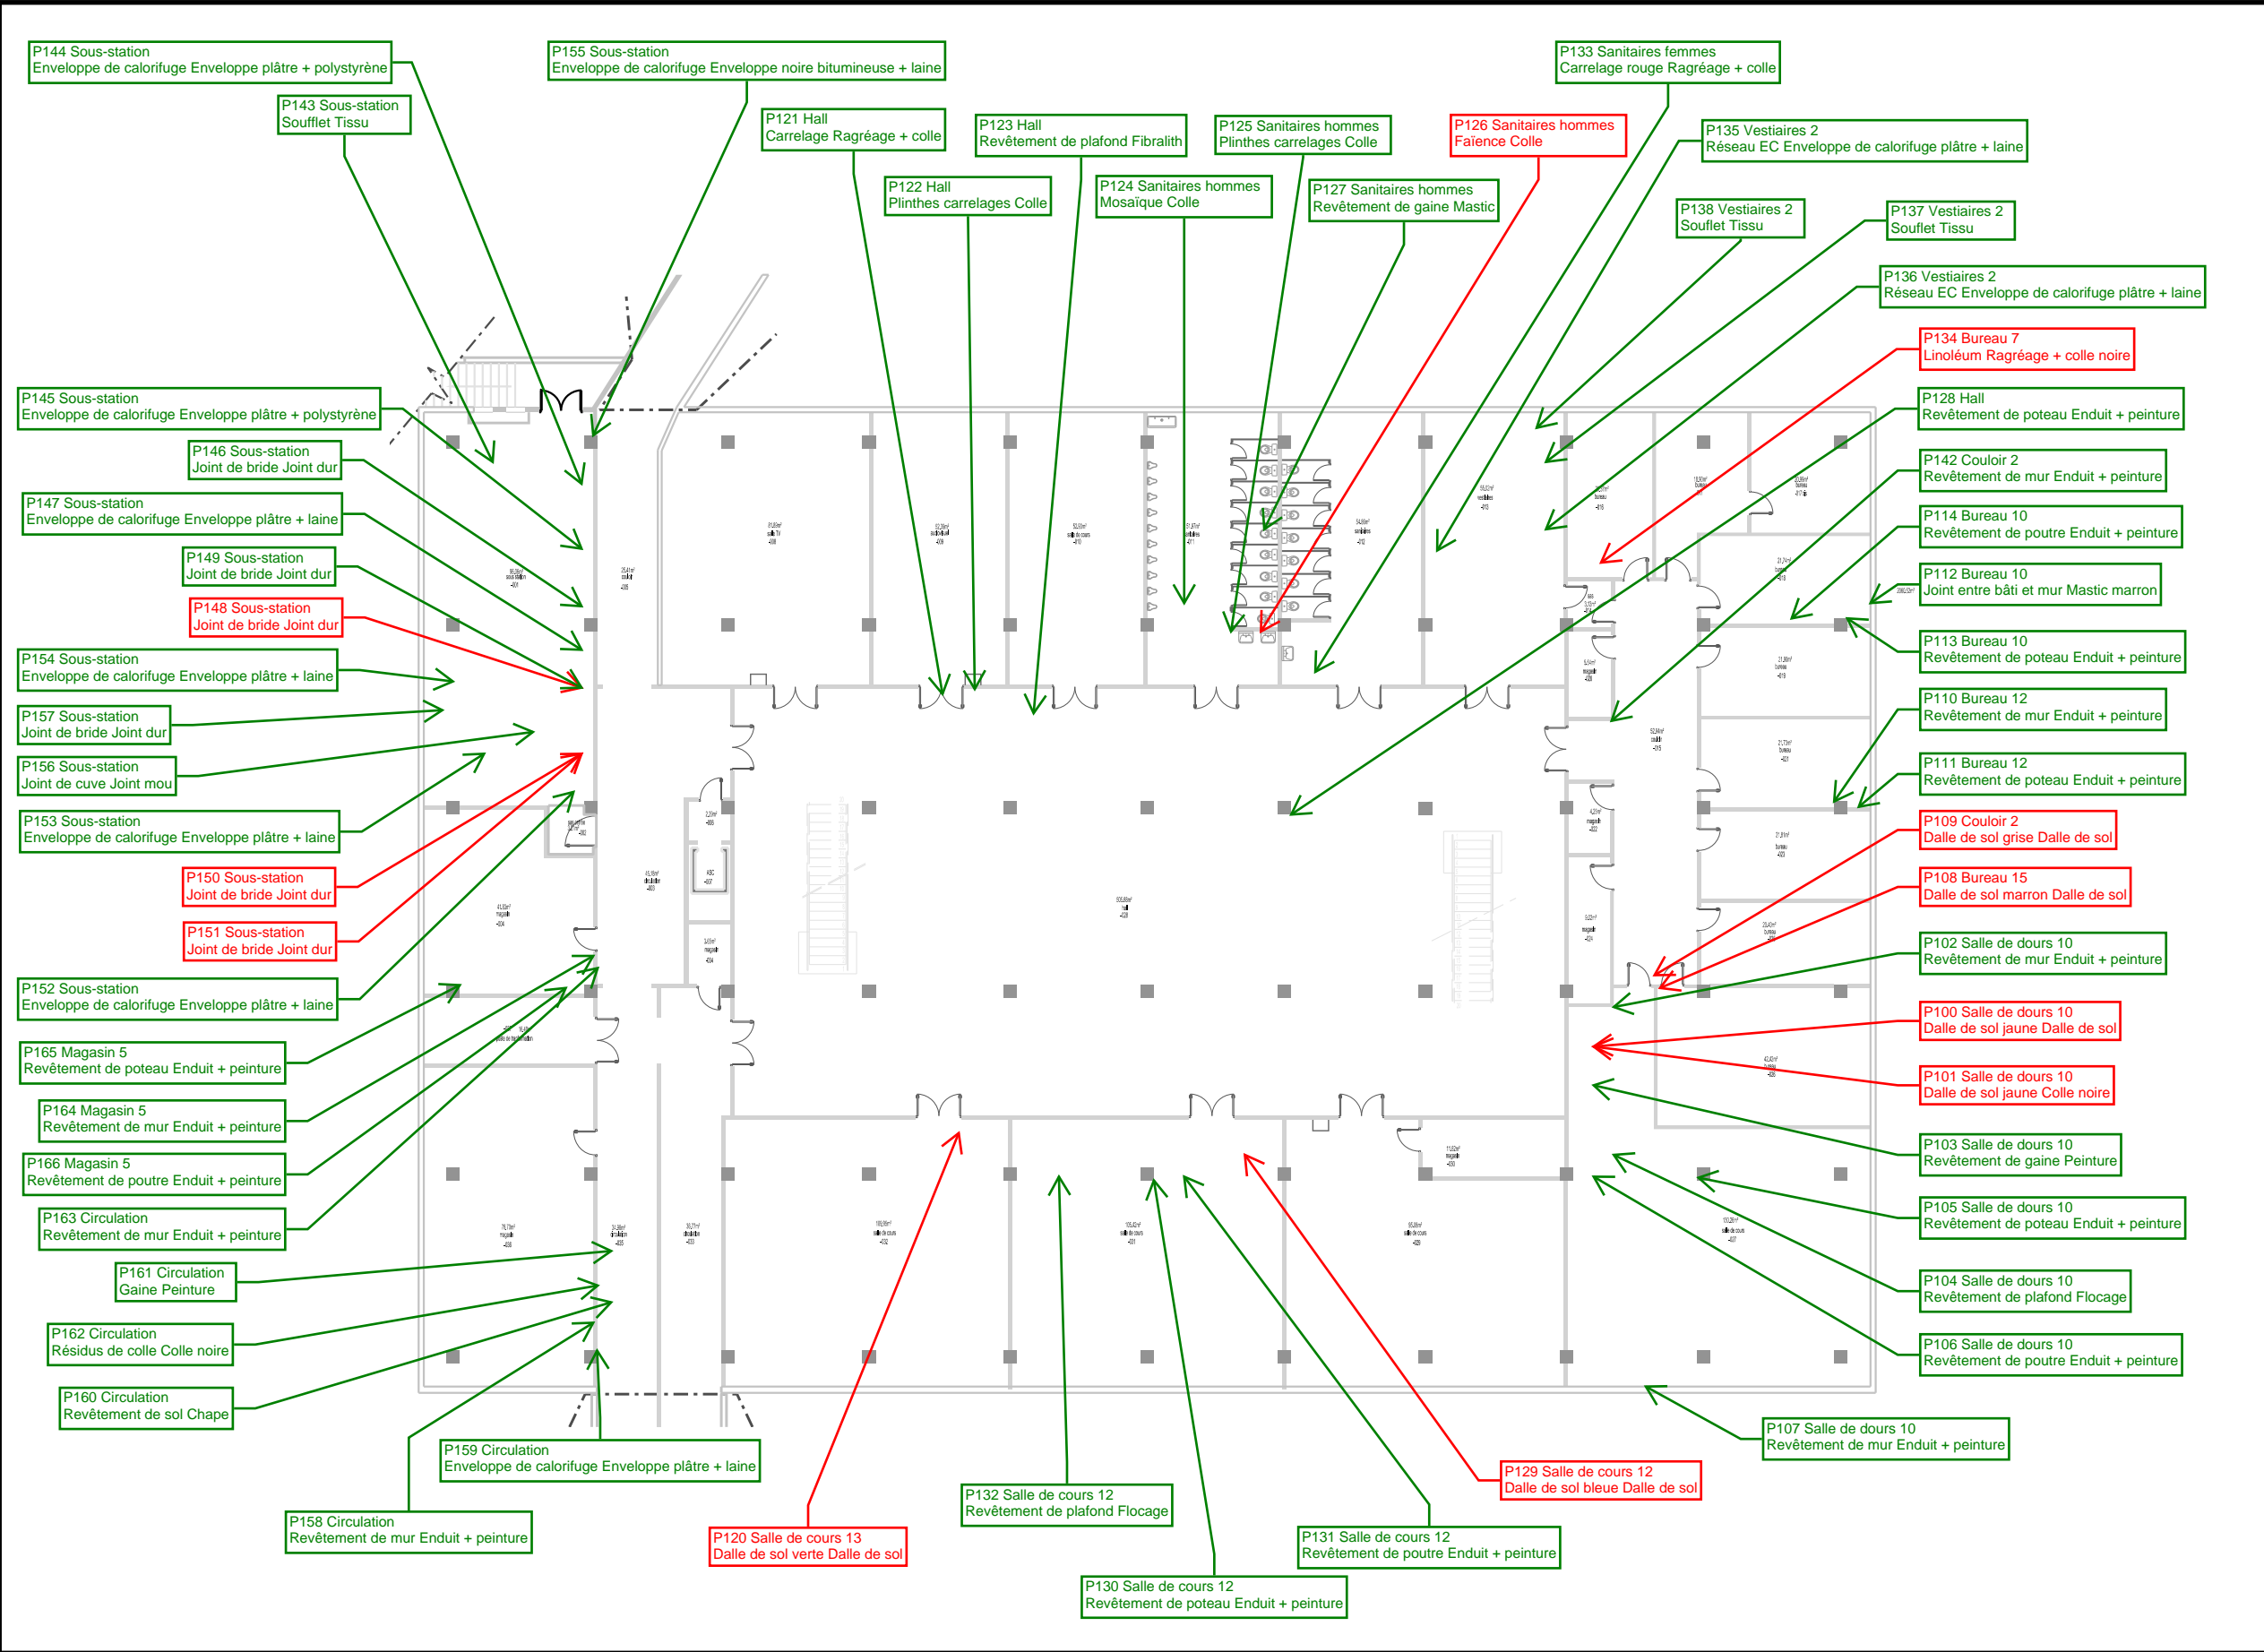 P144 Sous-station
Enveloppe de calorifuge Enveloppe plâtre + polystyrène
P155 Sous-station
Enveloppe de calorifuge Enveloppe noire bitumineuse + laine
P133 Sanitaires femmes
Carrelage rouge Ragréage + colle
P143 Sous-station
Soufflet Tissu
P121 Hall
Carrelage Ragréage + colle
P123 Hall
Revêtement de plafond Fibralith
P125 Sanitaires hommes
Plinthes carrelages Colle
P126 Sanitaires hommes
Faïence Colle
P135 Vestiaires 2
Réseau EC Enveloppe de calorifuge plâtre + laine
P122 Hall
Plinthes carrelages Colle
P124 Sanitaires hommes
Mosaïque Colle
P127 Sanitaires hommes
Revêtement de gaine Mastic
P138 Vestiaires 2
Souflet Tissu
P137 Vestiaires 2
Souflet Tissu
P136 Vestiaires 2
Réseau EC Enveloppe de calorifuge plâtre + laine
P134 Bureau 7
Linoléum Ragréage + colle noire
P145 Sous-station
Enveloppe de calorifuge Enveloppe plâtre + polystyrène
P128 Hall
Revêtement de poteau Enduit + peinture
P146 Sous-station
Joint de bride Joint dur
P142 Couloir 2
Revêtement de mur Enduit + peinture
P147 Sous-station
Enveloppe de calorifuge Enveloppe plâtre + laine
P114 Bureau 10
Revêtement de poutre Enduit + peinture
P149 Sous-station
Joint de bride Joint dur
P112 Bureau 10
Joint entre bâti et mur Mastic marron
P148 Sous-station
Joint de bride Joint dur
P113 Bureau 10
Revêtement de poteau Enduit + peinture
P154 Sous-station
Enveloppe de calorifuge Enveloppe plâtre + laine
P110 Bureau 12
Revêtement de mur Enduit + peinture
P157 Sous-station
Joint de bride Joint dur
P156 Sous-station
Joint de cuve Joint mou
P111 Bureau 12
Revêtement de poteau Enduit + peinture
P153 Sous-station
Enveloppe de calorifuge Enveloppe plâtre + laine
P109 Couloir 2
Dalle de sol grise Dalle de sol
P150 Sous-station
Joint de bride Joint dur
P108 Bureau 15
Dalle de sol marron Dalle de sol
P151 Sous-station
Joint de bride Joint dur
P102 Salle de dours 10
Revêtement de mur Enduit + peinture
P152 Sous-station
Enveloppe de calorifuge Enveloppe plâtre + laine
P100 Salle de dours 10
Dalle de sol jaune Dalle de sol
P165 Magasin 5
Revêtement de poteau Enduit + peinture
P101 Salle de dours 10
Dalle de sol jaune Colle noire
P164 Magasin 5
Revêtement de mur Enduit + peinture
P103 Salle de dours 10
Revêtement de gaine Peinture
P166 Magasin 5
Revêtement de poutre Enduit + peinture
P105 Salle de dours 10
Revêtement de poteau Enduit + peinture
P163 Circulation
Revêtement de mur Enduit + peinture
P161 Circulation
Gaine Peinture
P104 Salle de dours 10
Revêtement de plafond Flocage
P162 Circulation
Résidus de colle Colle noire
P106 Salle de dours 10
Revêtement de poutre Enduit + peinture
P160 Circulation
Revêtement de sol Chape
P107 Salle de dours 10
Revêtement de mur Enduit + peinture
P159 Circulation
Enveloppe de calorifuge Enveloppe plâtre + laine
P129 Salle de cours 12
Dalle de sol bleue Dalle de sol
P132 Salle de cours 12
Revêtement de plafond Flocage
P158 Circulation
Revêtement de mur Enduit + peinture
P120 Salle de cours 13
Dalle de sol verte Dalle de sol
P131 Salle de cours 12
Revêtement de poutre Enduit + peinture
P130 Salle de cours 12
Revêtement de poteau Enduit + peinture